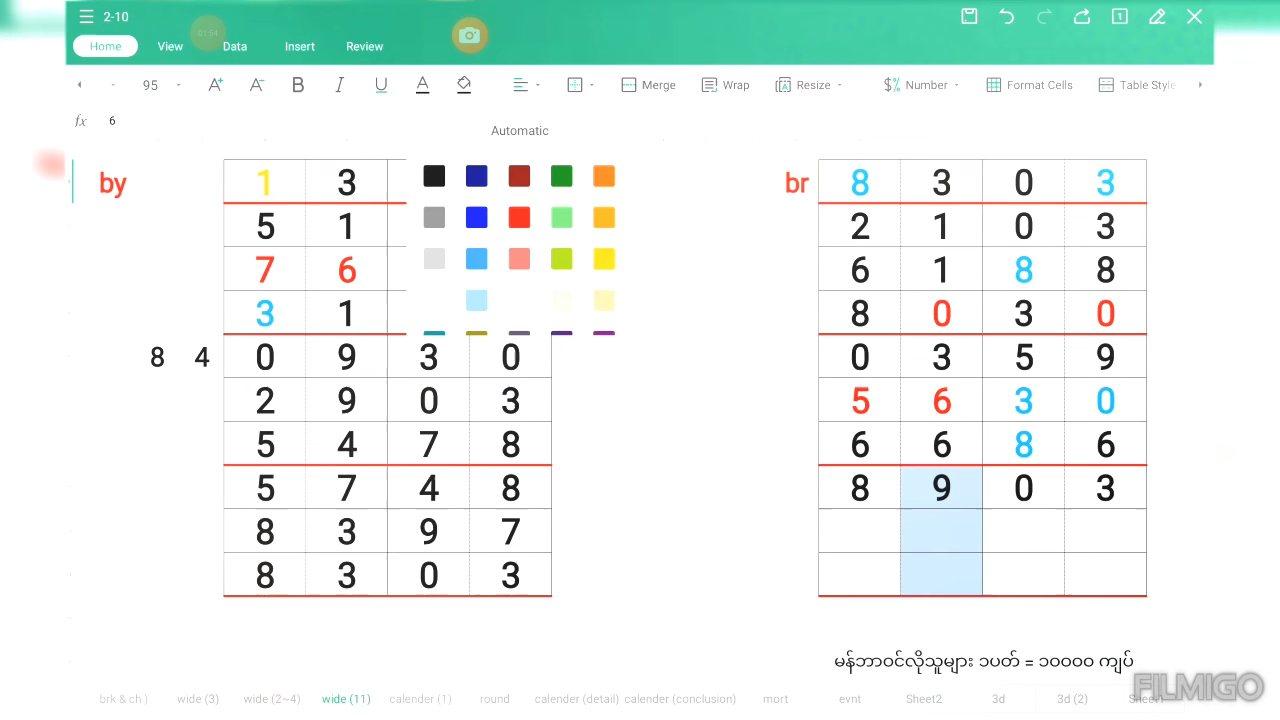 2-10
01:54
1
Home View Data Insert Review
95 A+ A- B I U A Merge Wrap Resize $% Number Format Cells Table Style
fx 6
Automatic
by 1 3
5 1
7 6
3 1
8 4 0 9 3 0
2 9 0 3
5 4 7 8
5 7 4 8
8 3 9 7
8 3 0 3
br 8 3 0 3
2 1 0 3
6 1 8 8
8 0 3 0
0 3 5 9
5 6 3 0
6 6 8 6
8 9 0 3
မန်ဘာဝင်လိုသူများ ၁ပတ် = ၁၀၀၀၀ ကျပ်
FILMIGO
brk & ch ) wide (3) wide (2~4) wide (11) calender (1) round calender (detail) calender (conclusion) mort evnt Sheet2 3d 3d (2) Sheet1